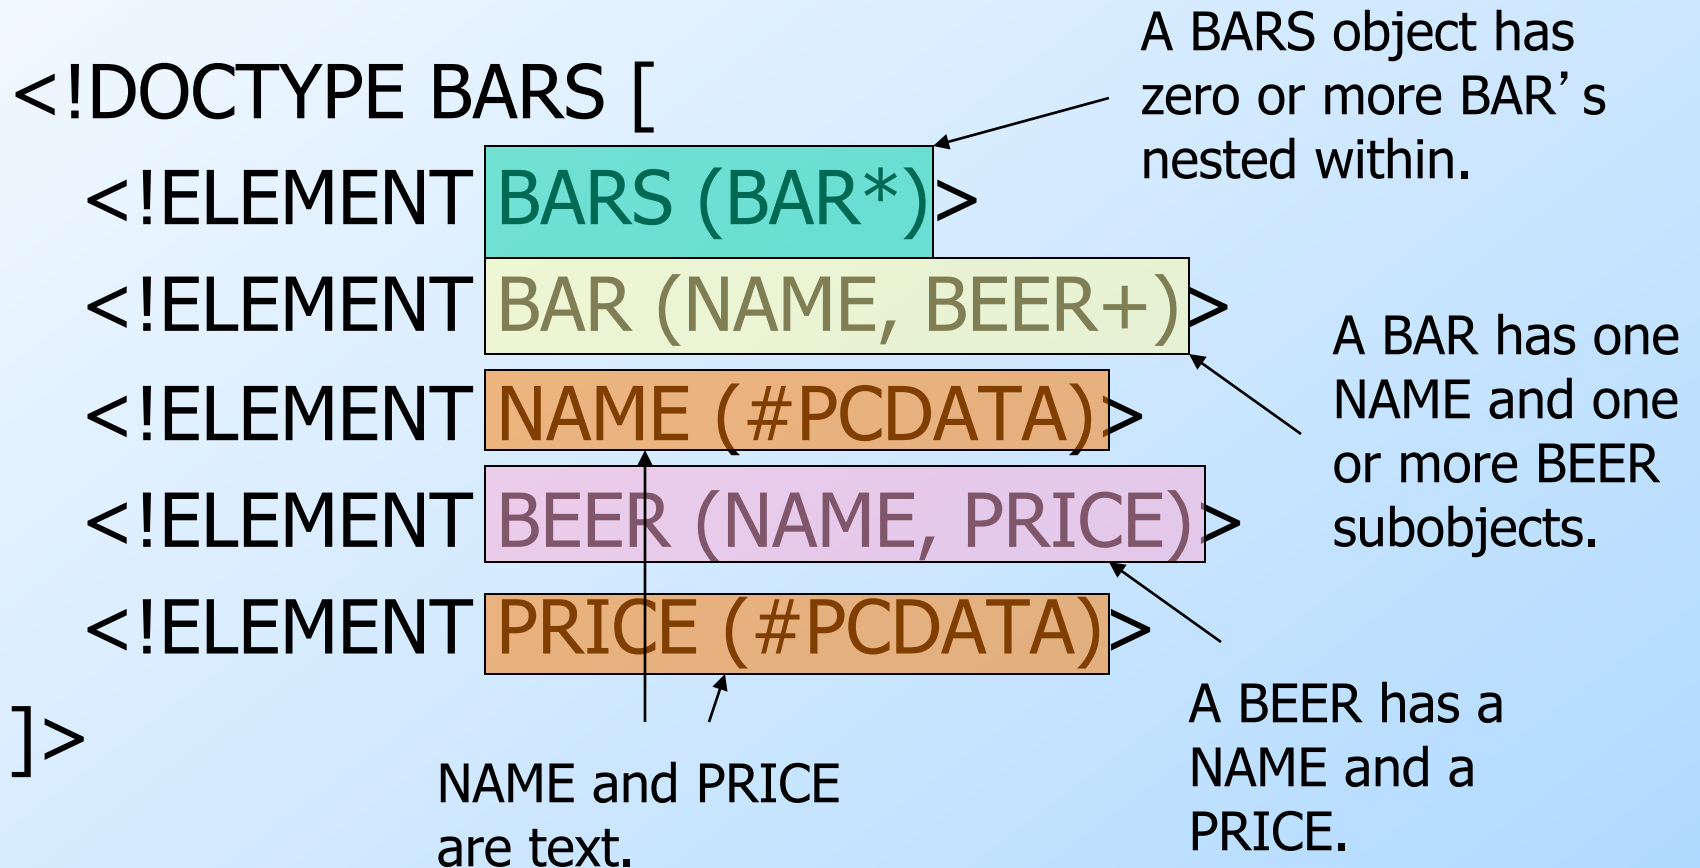 <!DOCTYPE BARS [
<!ELEMENT BARS (BAR*)>
<!ELEMENT BAR (NAME, BEER+)>
<!ELEMENT NAME (#PCDATA)>
<!ELEMENT BEER (NAME, PRICE)>
<!ELEMENT PRICE (#PCDATA)>
]>
A BARS object has
zero or more BAR’s
nested within.
A BAR has one
NAME and one
or more BEER
subobjects.
A BEER has a
NAME and a
PRICE.
NAME and PRICE
are text.